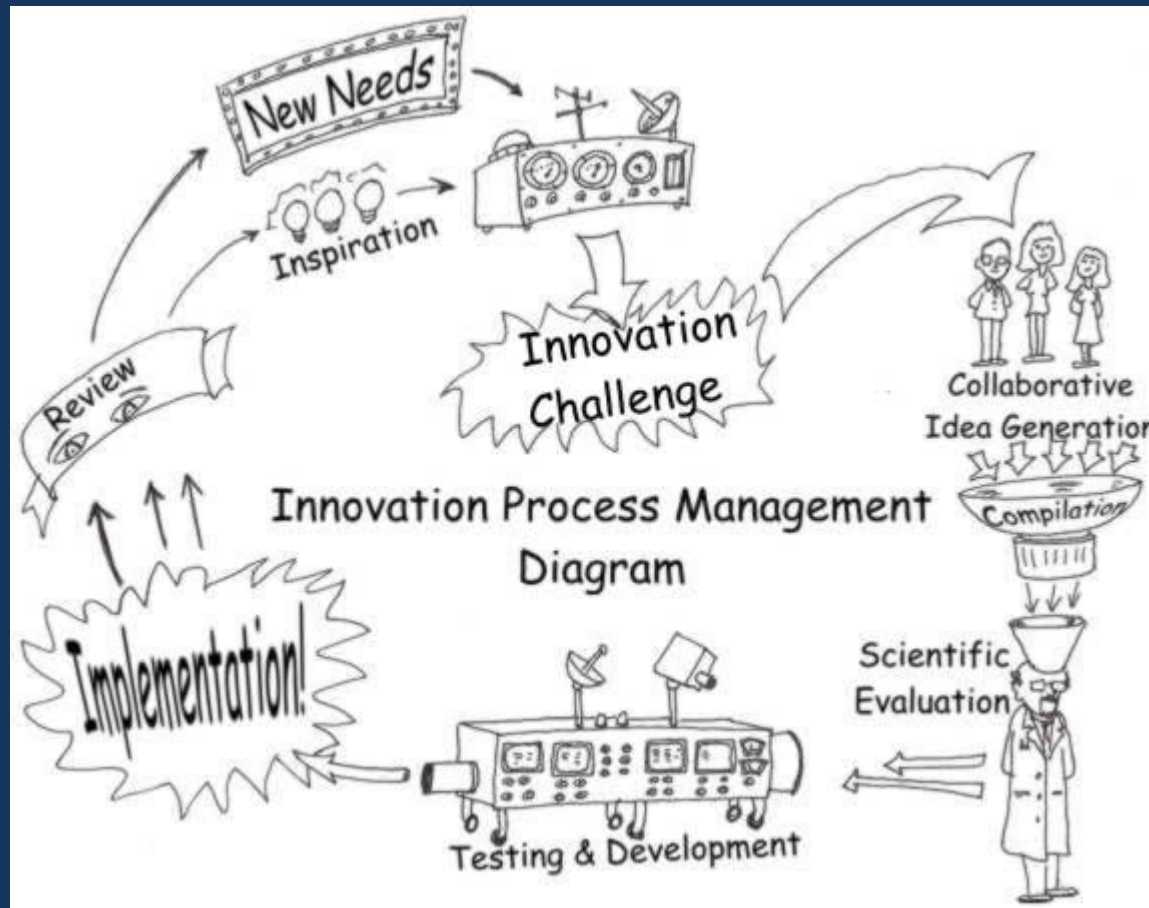 New Needs
Inspiration
Innovation
Challenge
Collaborative
Idea Generation
Compilation
Scientific
Evaluation
Testing & Development
Implementation!
Review
Innovation Process Management
Diagram